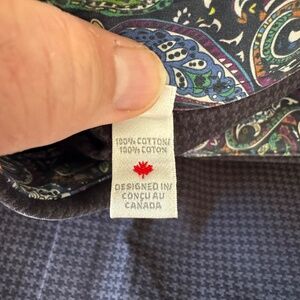 100% COTTON/
100% COTON
DESIGNED IN/
CONÇU AU
CANADA